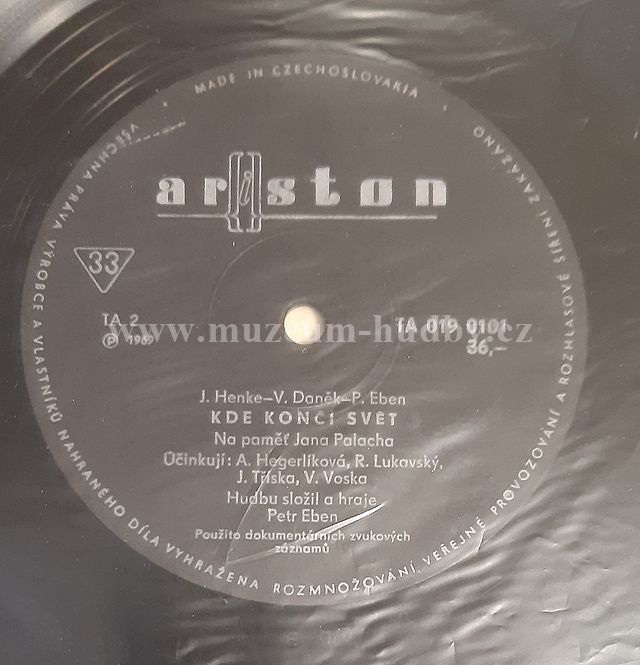 MADE IN CZECHOSLOVAKIA
VŠECHNA PRÁVA VÝROBCE A VLASTNÍKŮ NAHRANÉHO DÍLA VYHRAŽENA
ROZMNOŽOVÁNÍ, VEŘEJNÉ PROVOZOVÁNÍ A ROZHLASOVÉ ŠÍŘENÍ ZAKÁZÁNO
ariston
33
TA 2
Ⓟ 1969
www.muzeum-hudby.cz
TA 019 0101
36,-
J. Henke–V. Daněk–P. Eben
KDE KONČÍ SVĚT
Na paměť Jana Palacha
Účinkují: A. Hegerlíková, R. Lukavský,
J. Tříska, V. Voska
Hudbu složil a hraje
Petr Eben
Použito dokumentárních zvukových
záznamů